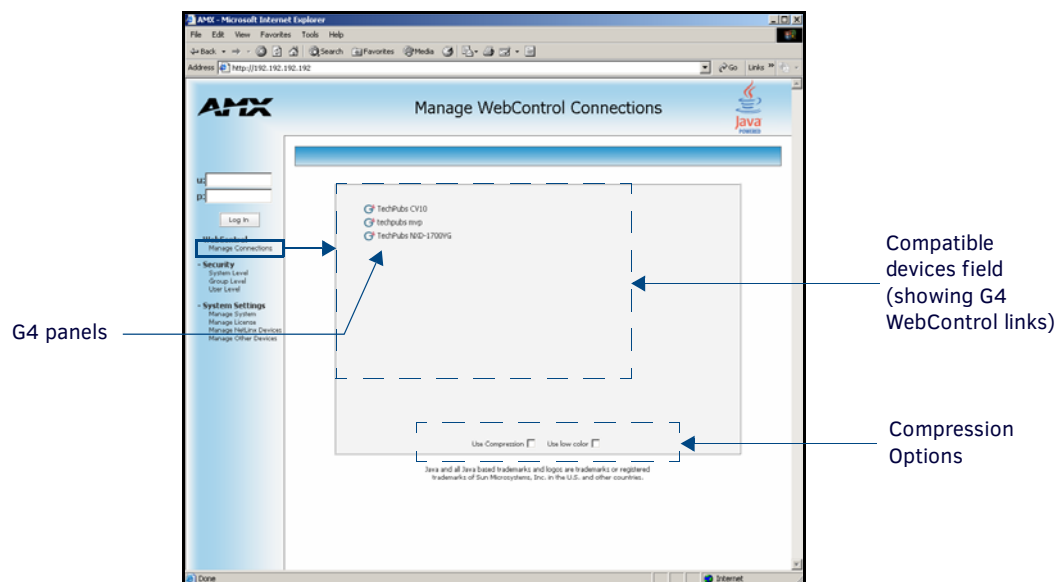 AMX - Microsoft Internet Explorer
File Edit View Favorites Tools Help
Back Search Favorites Media
Address http://192.192.192.192 Go Links »
AMX
Manage WebControl Connections
Java
POWERED
u:
p:
Log In
WebControl
Manage Connections
- Security
System Level
Group Level
User Level
- System Settings
Manage System
Manage License
Manage NetLinx Devices
Manage Other Devices
TechPubs CV10
techpubs mvp
TechPubs NXD-1700VG
G4 panels
Compatible
devices field
(showing G4
WebControl links)
Use Compression Use low color
Compression
Options
Java and all Java based trademarks and logos are trademarks or registered
trademarks of Sun Microsystems, Inc. in the U.S. and other countries.
Done Internet